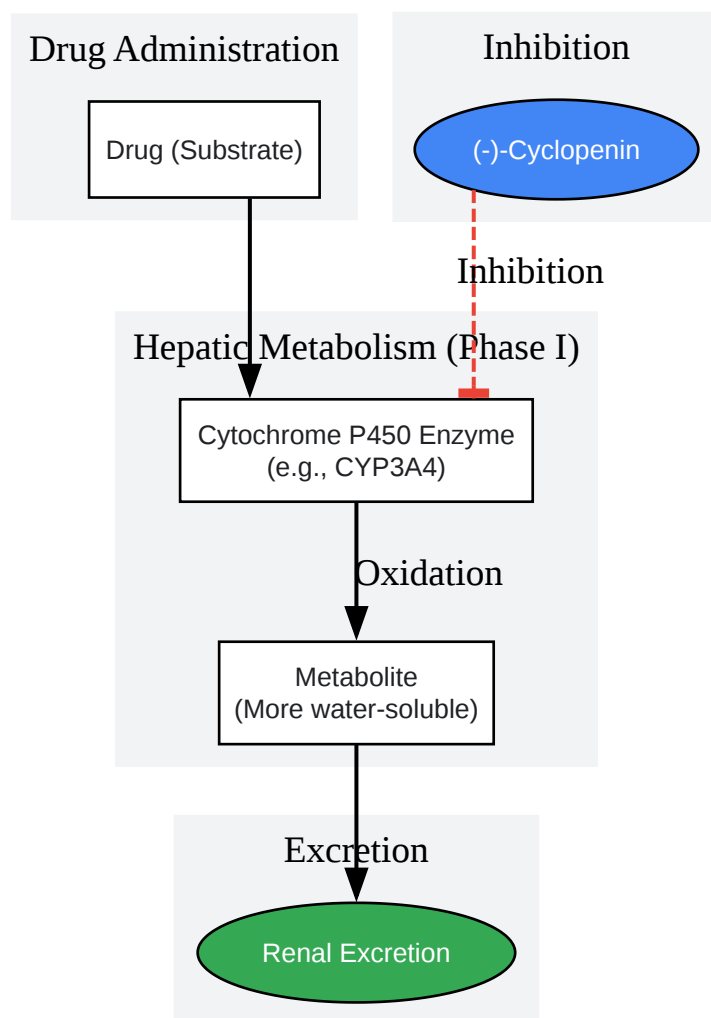 Drug Administration
Inhibition
Drug (Substrate)
(-)-Cyclopenin
Inhibition
Hepatic Metabolism (Phase I)
Cytochrome P450 Enzyme
(e.g., CYP3A4)
Oxidation
Metabolite
(More water-soluble)
Excretion
Renal Excretion